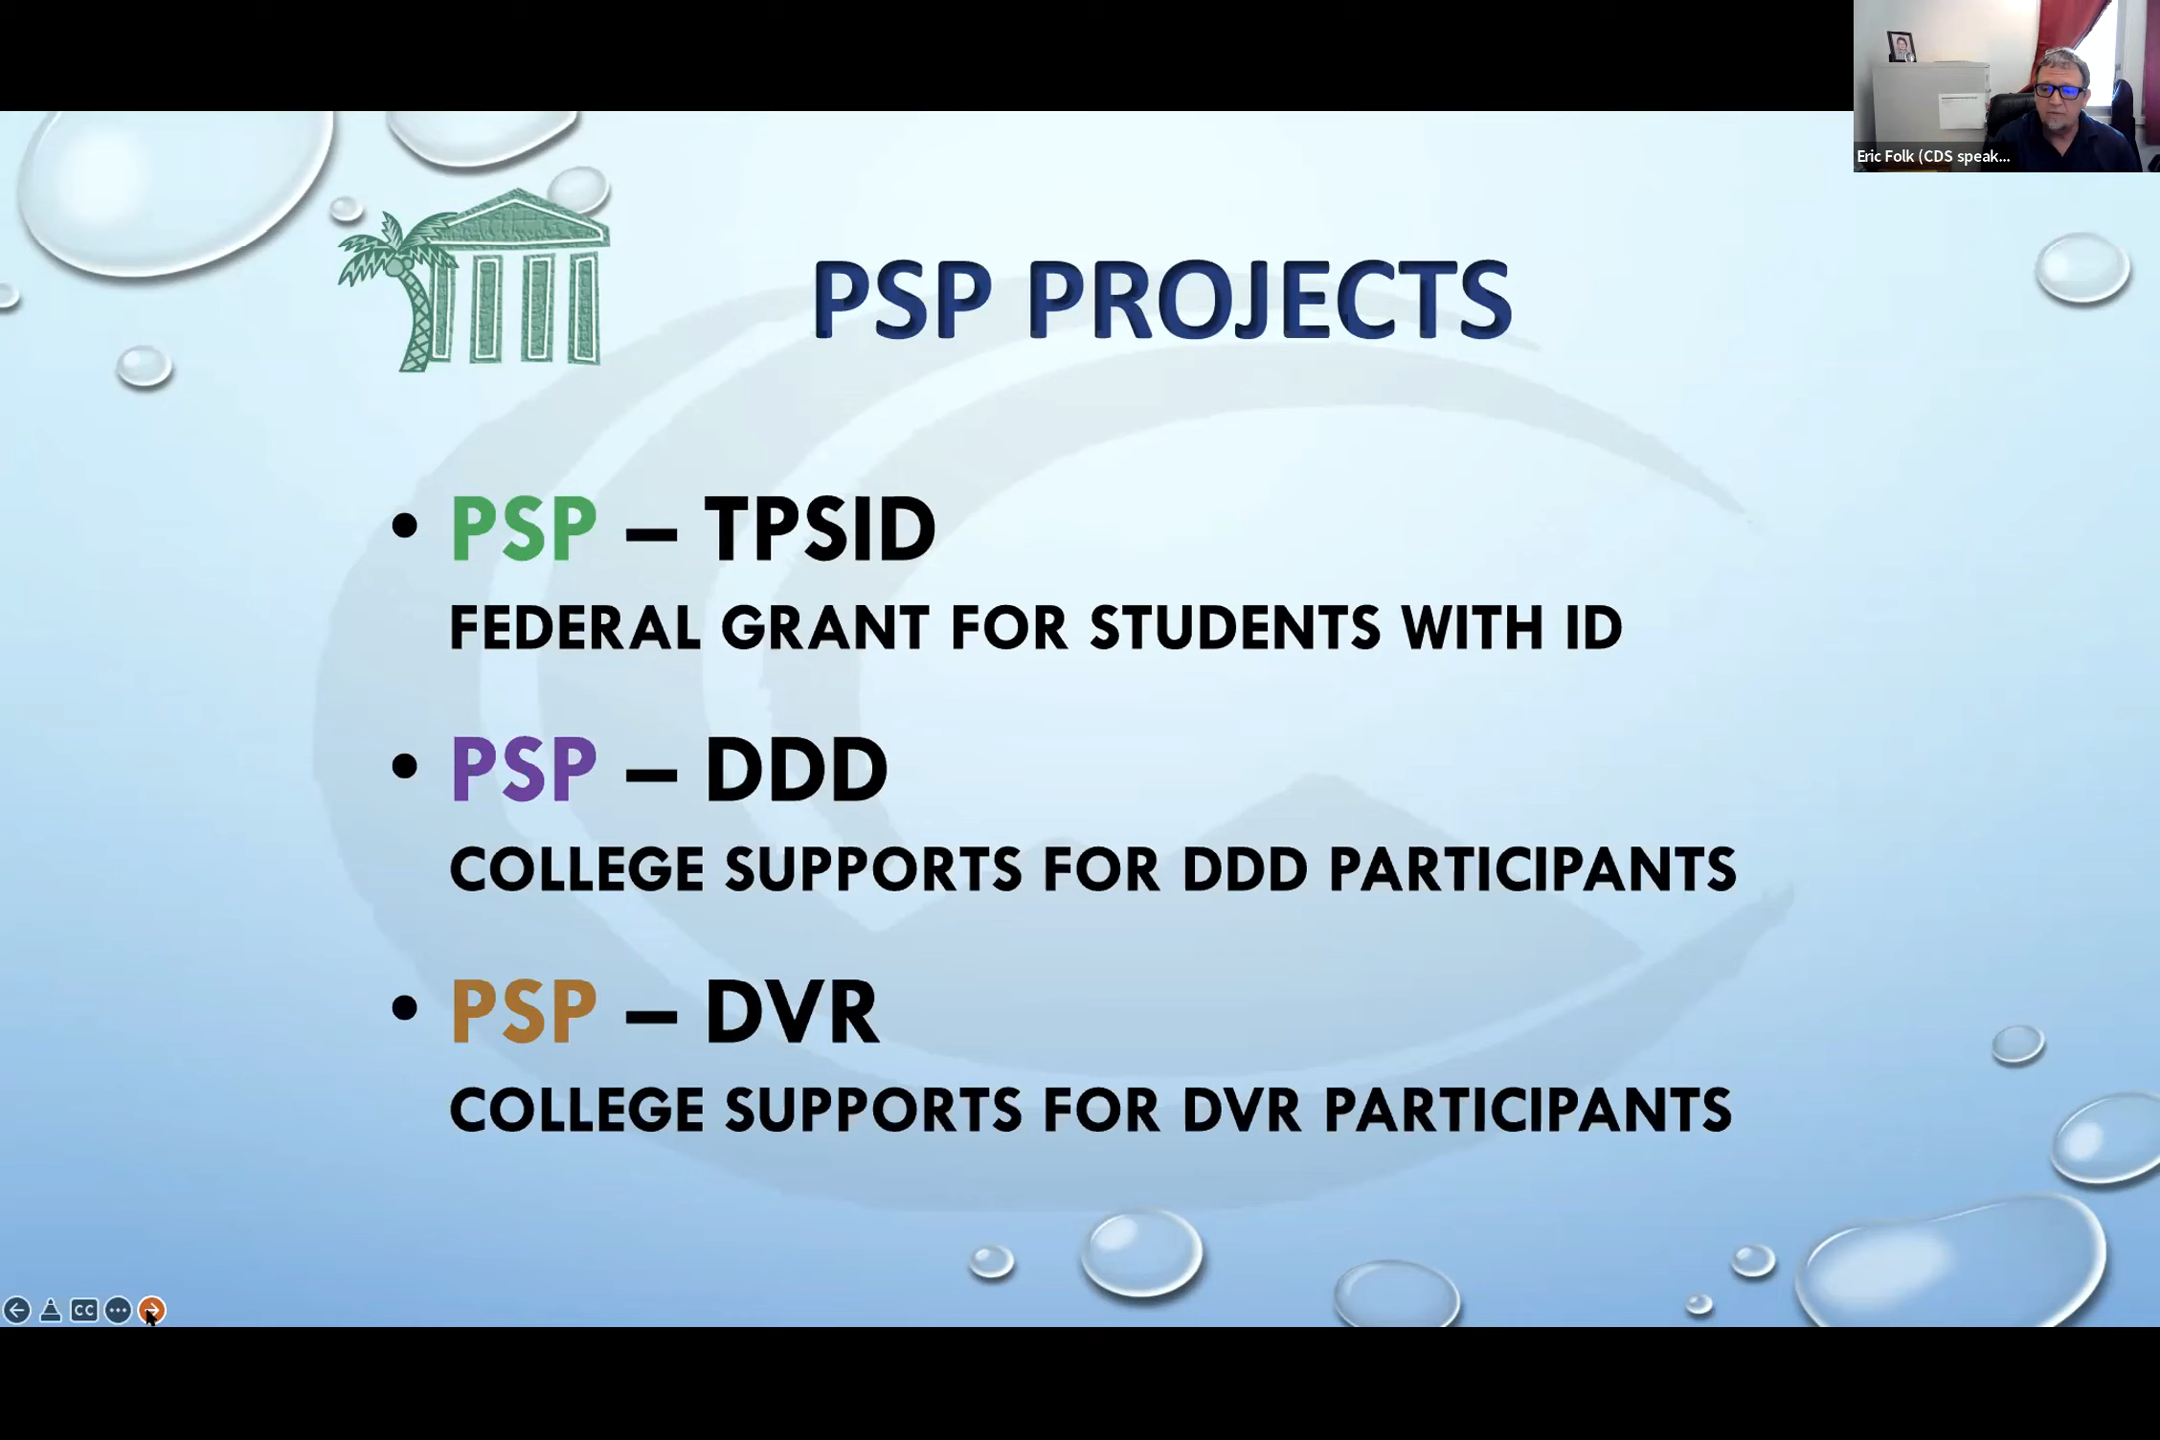 Eric Folk (CDS speak...
PSP PROJECTS
• PSP – TPSID
FEDERAL GRANT FOR STUDENTS WITH ID
• PSP – DDD
COLLEGE SUPPORTS FOR DDD PARTICIPANTS
• PSP – DVR
COLLEGE SUPPORTS FOR DVR PARTICIPANTS
CC